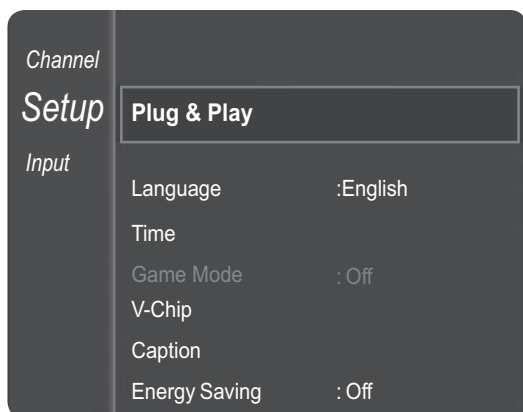 Channel
Setup
Input
Plug & Play
Language :English
Time
Game Mode : Off
V-Chip
Caption
Energy Saving : Off